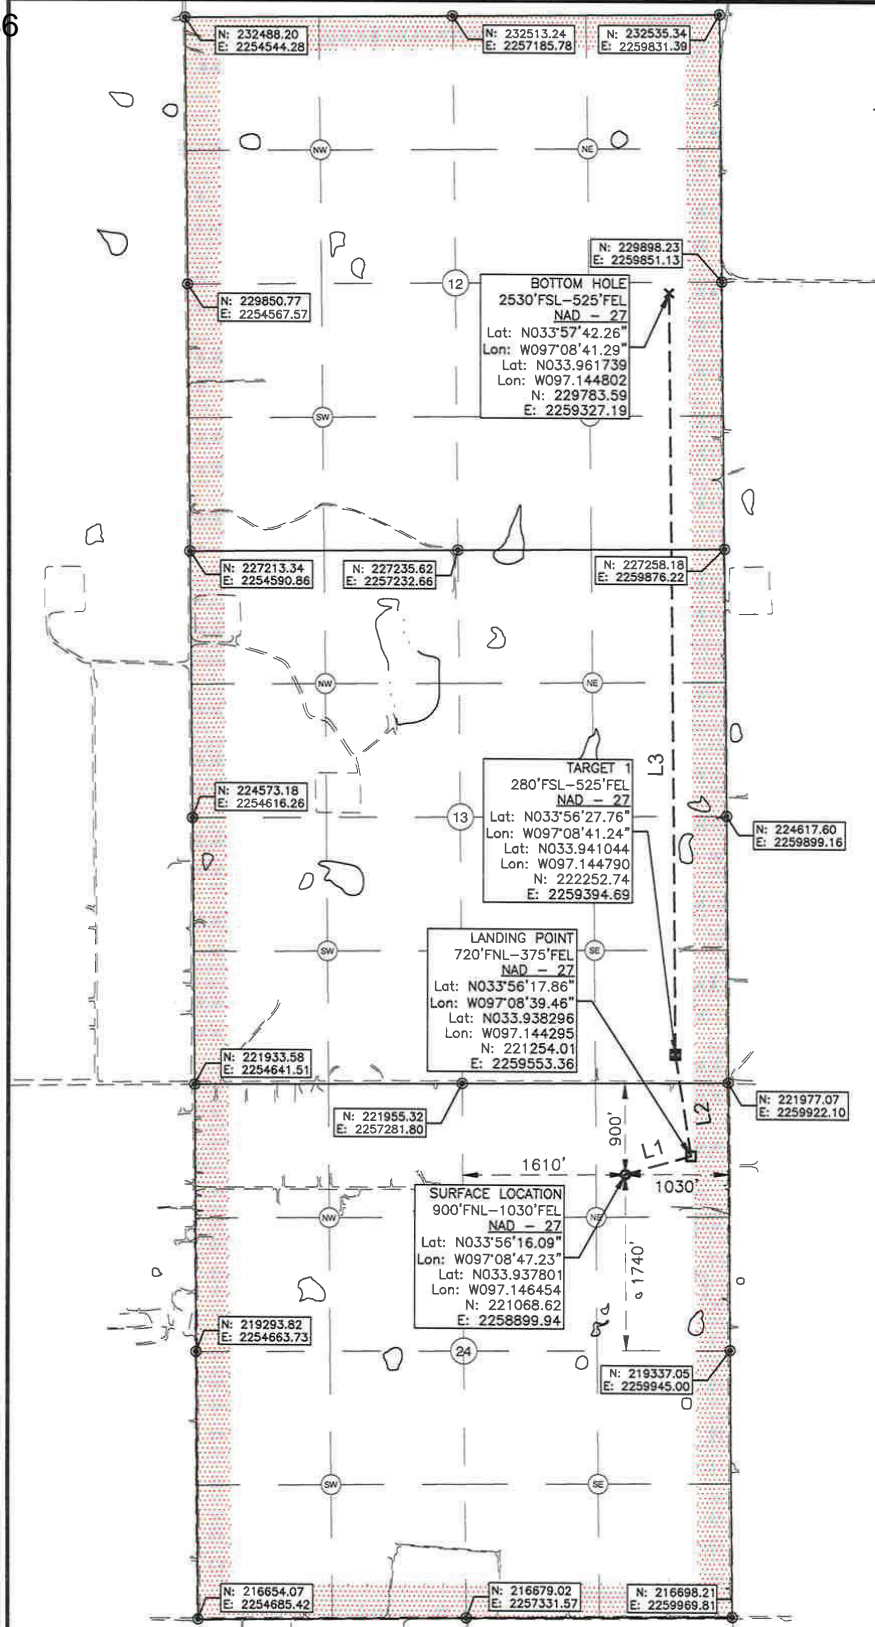 6
N: 232488.20
E: 2254544.28
N: 232513.24
E: 2257185.78
N: 232535.34
E: 2259831.39
NW
NE
N: 229898.23
E: 2259851.13
N: 229850.77
E: 2254567.57
12
BOTTOM HOLE
2530'FSL-525'FEL
NAD - 27
Lat: N033°57'42.26"
Lon: W097°08'41.29"
Lat: N033.961739
Lon: W097.144802
N: 229783.59
E: 2259327.19
SW
N: 227213.34
E: 2254590.86
N: 227235.62
E: 2257232.66
N: 227258.18
E: 2259876.22
NW
NE
L3
N: 224573.18
E: 2254616.26
13
TARGET 1
280'FSL-525'FEL
NAD - 27
Lat: N033°56'27.76"
Lon: W097°08'41.24"
Lat: N033.941044
Lon: W097.144790
N: 222252.74
E: 2259394.69
N: 224617.60
E: 2259899.16
SW
SE
LANDING POINT
720'FNL-375'FEL
NAD - 27
Lat: N033°56'17.86"
Lon: W097°08'39.46"
Lat: N033.938296
Lon: W097.144295
N: 221254.01
E: 2259553.36
N: 221933.58
E: 2254641.51
N: 221955.32
E: 2257281.80
N: 221977.07
E: 2259922.10
900'
L2
L1
1610'
1030'
SURFACE LOCATION
900'FNL-1030'FEL
NAD - 27
Lat: N033°56'16.09"
Lon: W097°08'47.23"
Lat: N033.937801
Lon: W097.146454
N: 221068.62
E: 2258899.94
NW
NE
1740'
N: 219293.82
E: 2254663.73
24
N: 219337.05
E: 2259945.00
SW
SE
N: 216654.07
E: 2254685.42
N: 216679.02
E: 2257331.57
N: 216698.21
E: 2259969.81